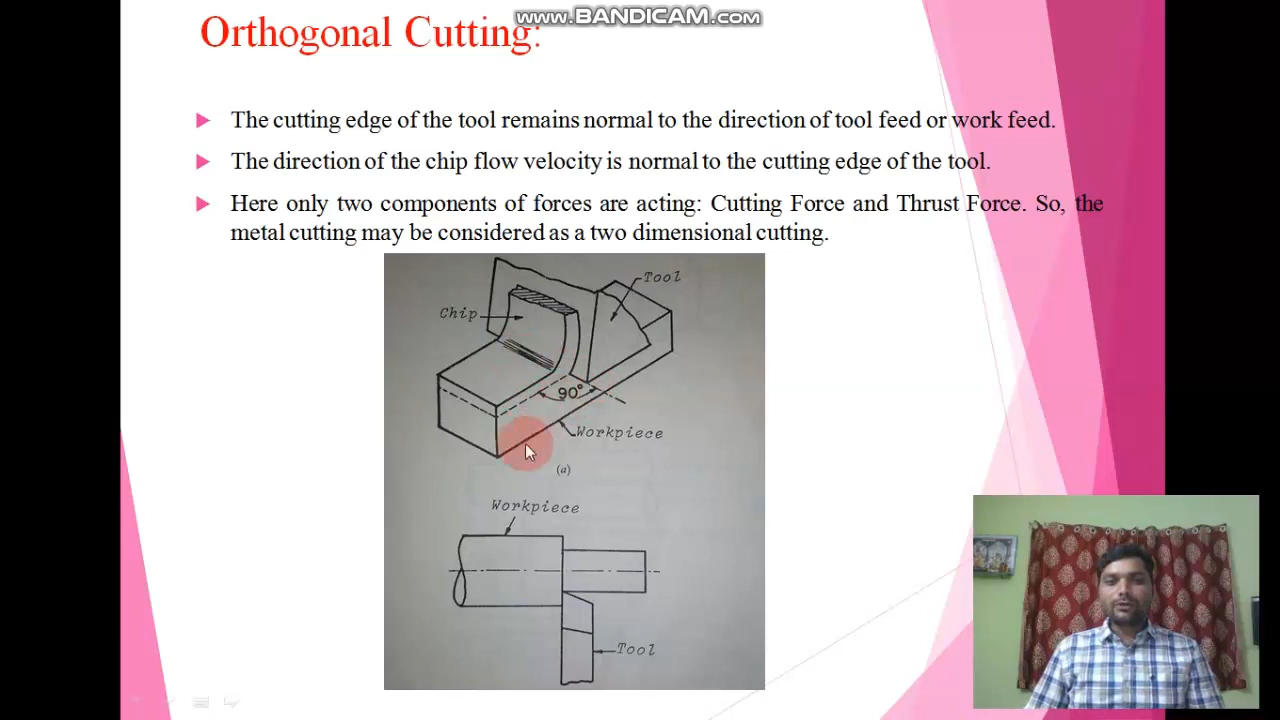 www.BANDICAM.com
Orthogonal Cutting:
The cutting edge of the tool remains normal to the direction of tool feed or work feed.
The direction of the chip flow velocity is normal to the cutting edge of the tool.
Here only two components of forces are acting: Cutting Force and Thrust Force. So, the
metal cutting may be considered as a two dimensional cutting.
Tool
Chip
90°
Workpiece
(a)
Workpiece
Tool